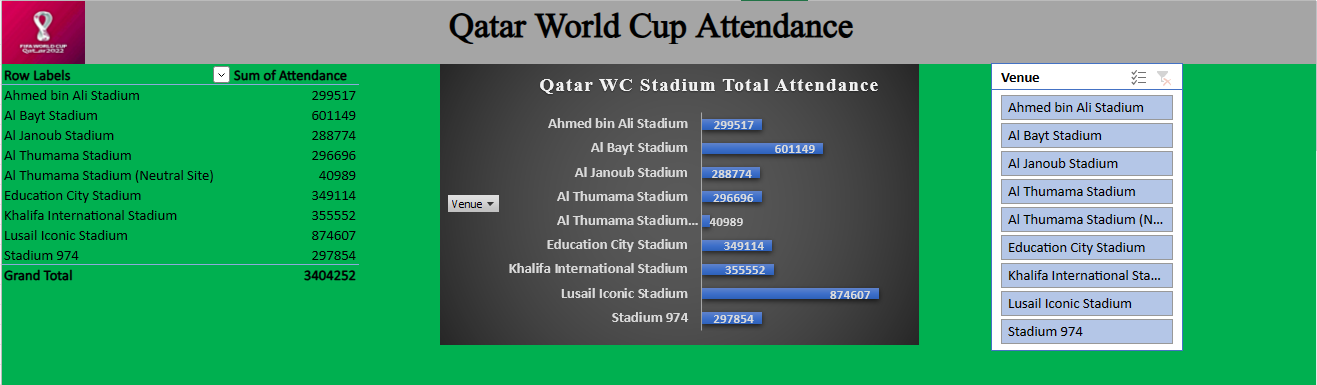 Qatar World Cup Attendance
FIFA WORLD CUP
Qatar2022
Row Labels Sum of Attendance
Ahmed bin Ali Stadium 299517
Al Bayt Stadium 601149
Al Janoub Stadium 288774
Al Thumama Stadium 296696
Al Thumama Stadium (Neutral Site) 40989
Education City Stadium 349114
Khalifa International Stadium 355552
Lusail Iconic Stadium 874607
Stadium 974 297854
Grand Total 3404252
Qatar WC Stadium Total Attendance
Ahmed bin Ali Stadium 299517
Al Bayt Stadium 601149
Al Janoub Stadium 288774
Al Thumama Stadium 296696
Venue
Al Thumama Stadium... 40989
Education City Stadium 349114
Khalifa International Stadium 355552
Lusail Iconic Stadium 874607
Stadium 974 297854
Venue
Ahmed bin Ali Stadium
Al Bayt Stadium
Al Janoub Stadium
Al Thumama Stadium
Al Thumama Stadium (N...
Education City Stadium
Khalifa International Sta...
Lusail Iconic Stadium
Stadium 974